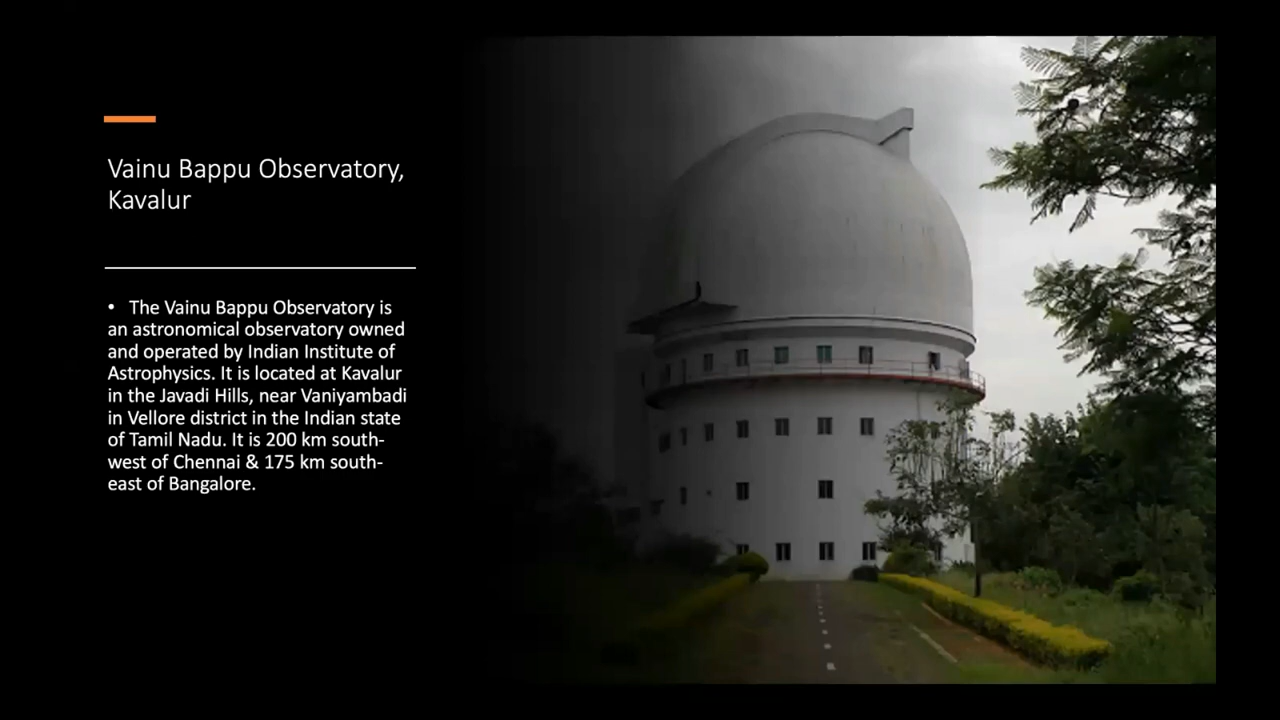 Vainu Bappu Observatory,
Kavalur
• The Vainu Bappu Observatory is
an astronomical observatory owned
and operated by Indian Institute of
Astrophysics. It is located at Kavalur
in the Javadi Hills, near Vaniyambadi
in Vellore district in the Indian state
of Tamil Nadu. It is 200 km south-
west of Chennai & 175 km south-
east of Bangalore.